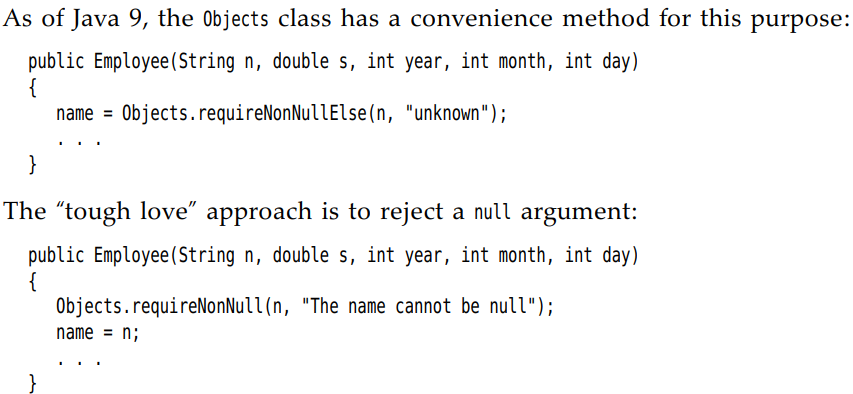 As of Java 9, the Objects class has a convenience method for this purpose:
public Employee(String n, double s, int year, int month, int day)
{
name = Objects.requireNonNullElse(n, "unknown");
. . .
}
The “tough love” approach is to reject a null argument:
public Employee(String n, double s, int year, int month, int day)
{
Objects.requireNonNull(n, "The name cannot be null");
name = n;
. . .
}